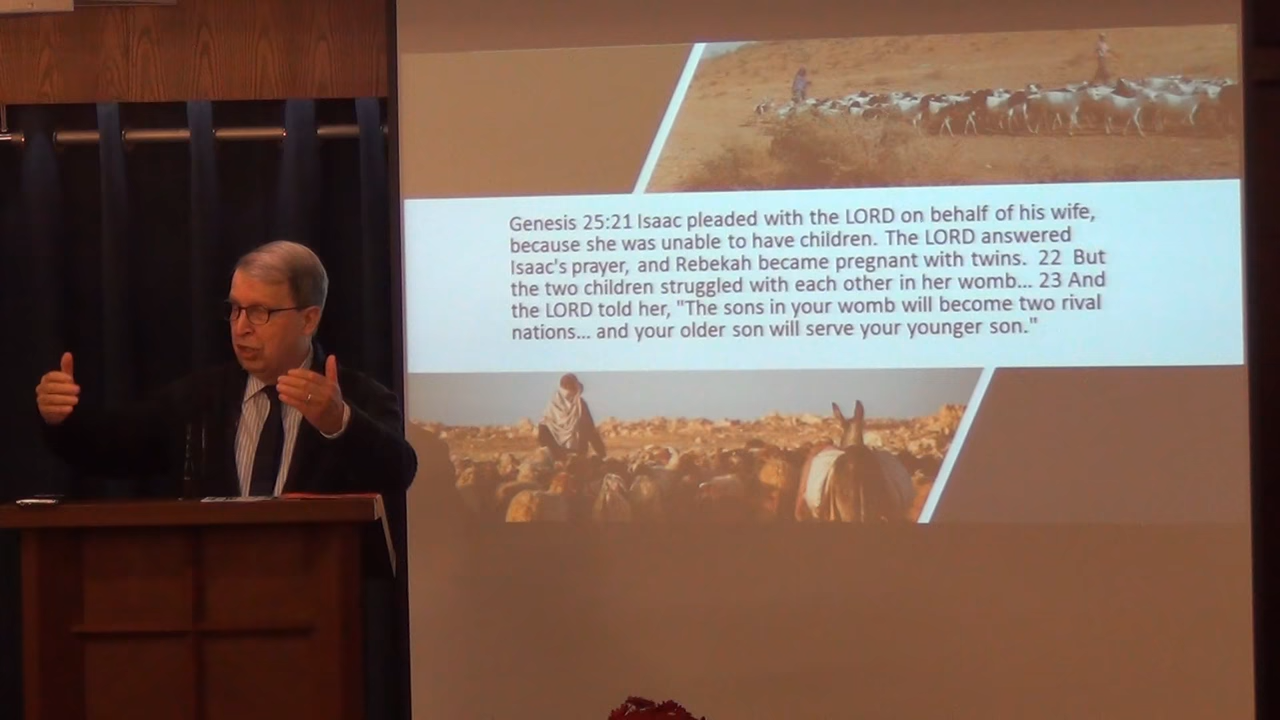 Genesis 25:21 Isaac pleaded with the LORD on behalf of his wife,
because she was unable to have children. The LORD answered
Isaac's prayer, and Rebekah became pregnant with twins. 22 But
the two children struggled with each other in her womb... 23 And
the LORD told her, "The sons in your womb will become two rival
nations... and your older son will serve your younger son."